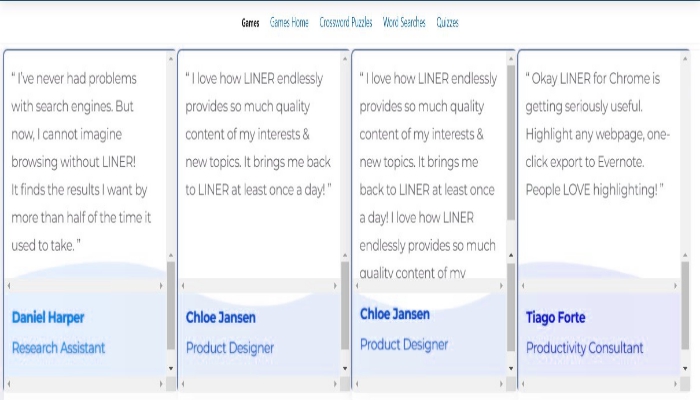 Games Games Home Crossword Puzzles Word Searches Quizzes
“ I've never had problems
with search engines. But
now, I cannot imagine
browsing without LINER!
It finds the results I want by
more than half of the time it
used to take. ”
Daniel Harper
Research Assistant
“ I love how LINER endlessly
provides so much quality
content of my interests &
new topics. It brings me back
to LINER at least once a day! ”
Chloe Jansen
Product Designer
“ I love how LINER endlessly
provides so much quality
content of my interests &
new topics. It brings me
back to LINER at least once
a day! I love how LINER
endlessly provides so much
quality content of my
Chloe Jansen
Product Designer
“ Okay LINER for Chrome is
getting seriously useful.
Highlight any webpage, one-
click export to Evernote.
People LOVE highlighting! ”
Tiago Forte
Productivity Consultant